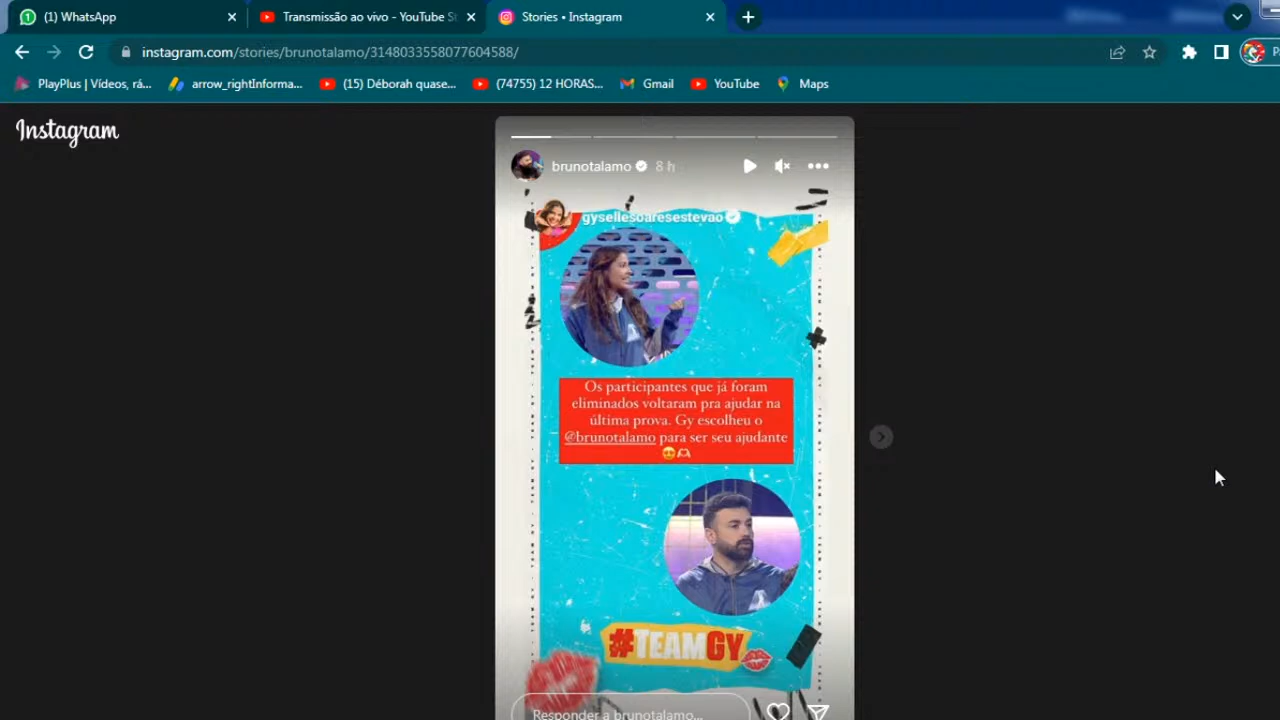 (1) WhatsApp
Transmissão ao vivo - YouTube St
Stories • Instagram
instagram.com/stories/brunotalamo/3148033558077604588/
PlayPlus | Vídeos, rá...
arrow_rightInforma...
(15) Déborah quase...
(74755) 12 HORAS...
Gmail
YouTube
Maps
Instagram
brunotalamo 8 h
gysellesoaresestevao
Os participantes que já foram
eliminados voltaram pra ajudar na
última prova. Gy escolheu o
@brunotalamo para ser seu ajudante
#TEAMGY
Responder a brunotalamo...